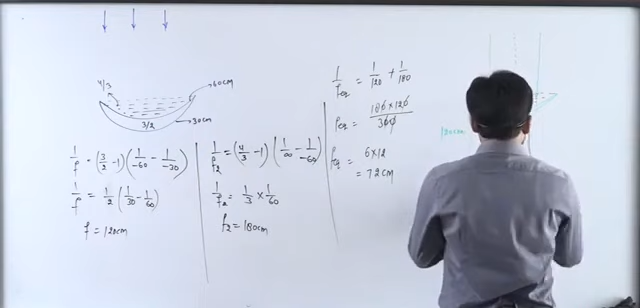 4/3
60cm
3/2
30cm
1/f = (3/2 - 1)(1/-60 - 1/-30)
1/f = 1/2 (1/30 - 1/60)
f = 120cm
1/f2 = (4/3 - 1)(1/∞ - 1/-60)
1/f2 = 1/3 × 1/60
f2 = 180cm
1/feq = 1/120 + 1/180
feq = 180×120/300
feq = 6×12
= 72cm